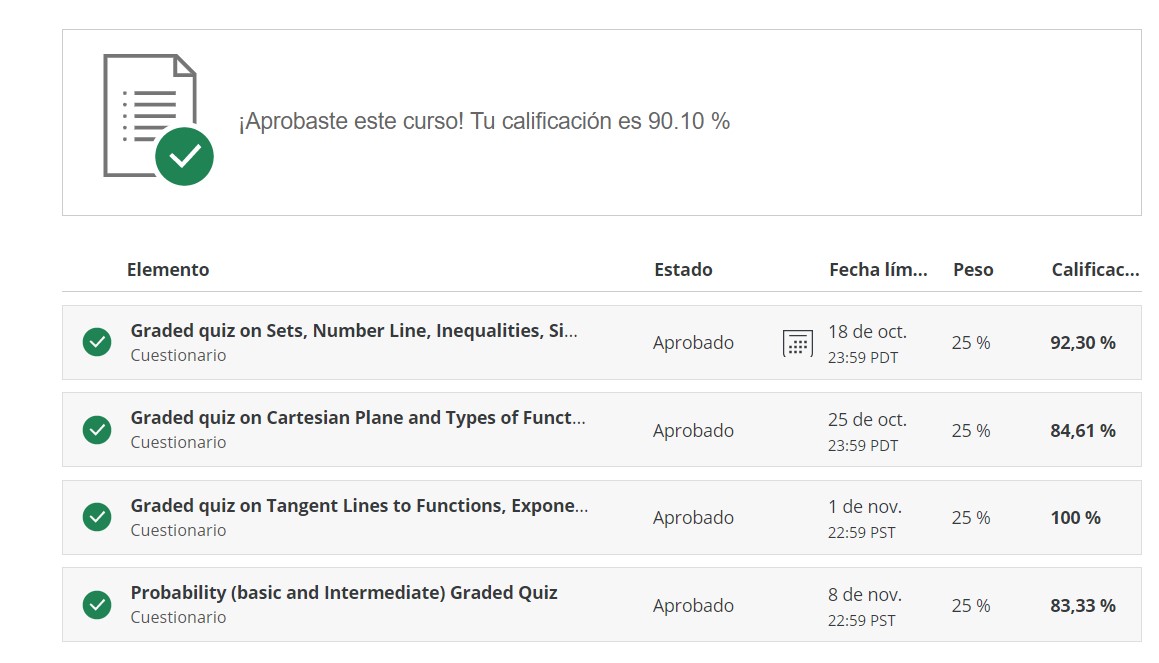 ¡Aprobaste este curso! Tu calificación es 90.10 %
Elemento Estado Fecha lím... Peso Calificac...
Graded quiz on Sets, Number Line, Inequalities, Si...
Cuestionario
Aprobado
18 de oct.
23:59 PDT
25 %
92,30 %
Graded quiz on Cartesian Plane and Types of Funct...
Cuestionario
Aprobado
25 de oct.
23:59 PDT
25 %
84,61 %
Graded quiz on Tangent Lines to Functions, Expone...
Cuestionario
Aprobado
1 de nov.
22:59 PST
25 %
100 %
Probability (basic and Intermediate) Graded Quiz
Cuestionario
Aprobado
8 de nov.
22:59 PST
25 %
83,33 %